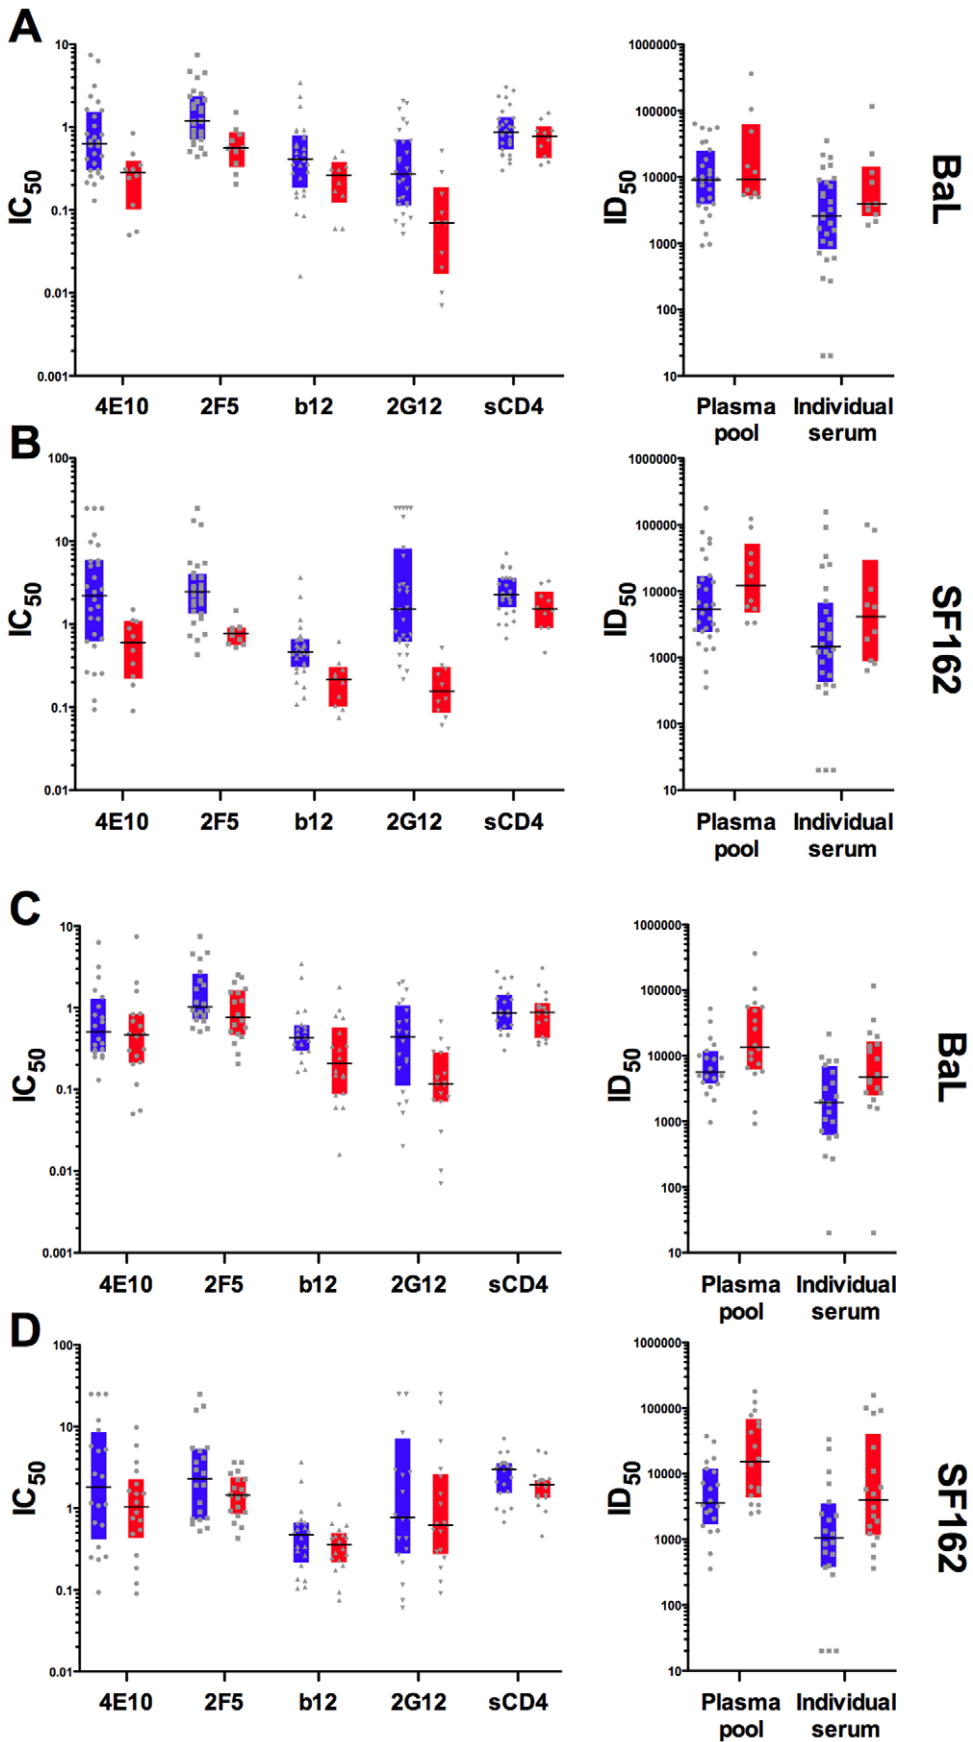 A
10
1
0.1
0.01
0.001
IC50
4E10 2F5 b12 2G12 sCD4
1000000
100000
10000
1000
100
10
ID50
Plasma pool
Individual serum
BaL
B
100
10
1
0.1
0.01
IC50
4E10 2F5 b12 2G12 sCD4
1000000
100000
10000
1000
100
10
ID50
Plasma pool
Individual serum
SF162
C
10
1
0.1
0.01
0.001
IC50
4E10 2F5 b12 2G12 sCD4
1000000
100000
10000
1000
100
10
ID50
Plasma pool
Individual serum
BaL
D
100
10
1
0.1
0.01
IC50
4E10 2F5 b12 2G12 sCD4
1000000
100000
10000
1000
100
10
ID50
Plasma pool
Individual serum
SF162